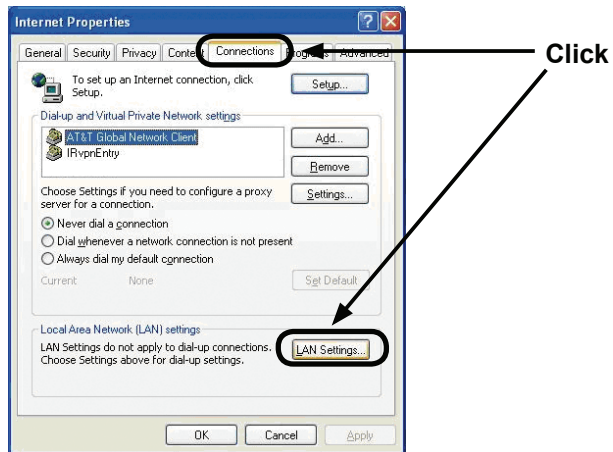 Internet Properties
General Security Privacy Content Connections Programs Advanced
Click
To set up an Internet connection, click
Setup.
Setup...
Dial-up and Virtual Private Network settings
AT&T Global Network Client
IRvpnEntry
Add...
Remove
Choose Settings if you need to configure a proxy
server for a connection.
Settings...
Never dial a connection
Dial whenever a network connection is not present
Always dial my default connection
Current None
Set Default
Local Area Network (LAN) settings
LAN Settings do not apply to dial-up connections.
Choose Settings above for dial-up settings.
LAN Settings...
OK Cancel Apply